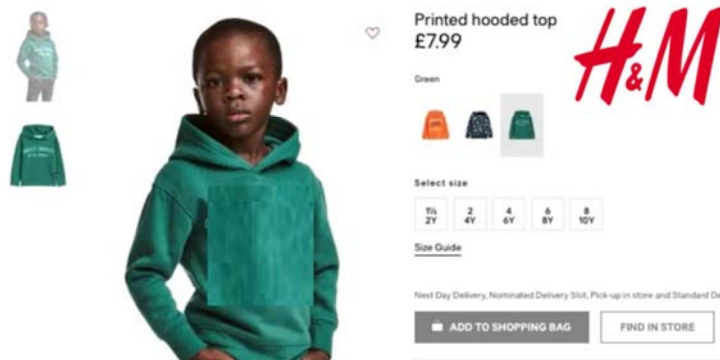 Printed hooded top
£7.99
H&M
Green
Select size
1½ 2Y
2 4Y
4 6Y
6 8Y
8 10Y
Size Guide
Next Day Delivery, Nominated Delivery Slot, Pick-up in store and Standard De
ADD TO SHOPPING BAG
FIND IN STORE